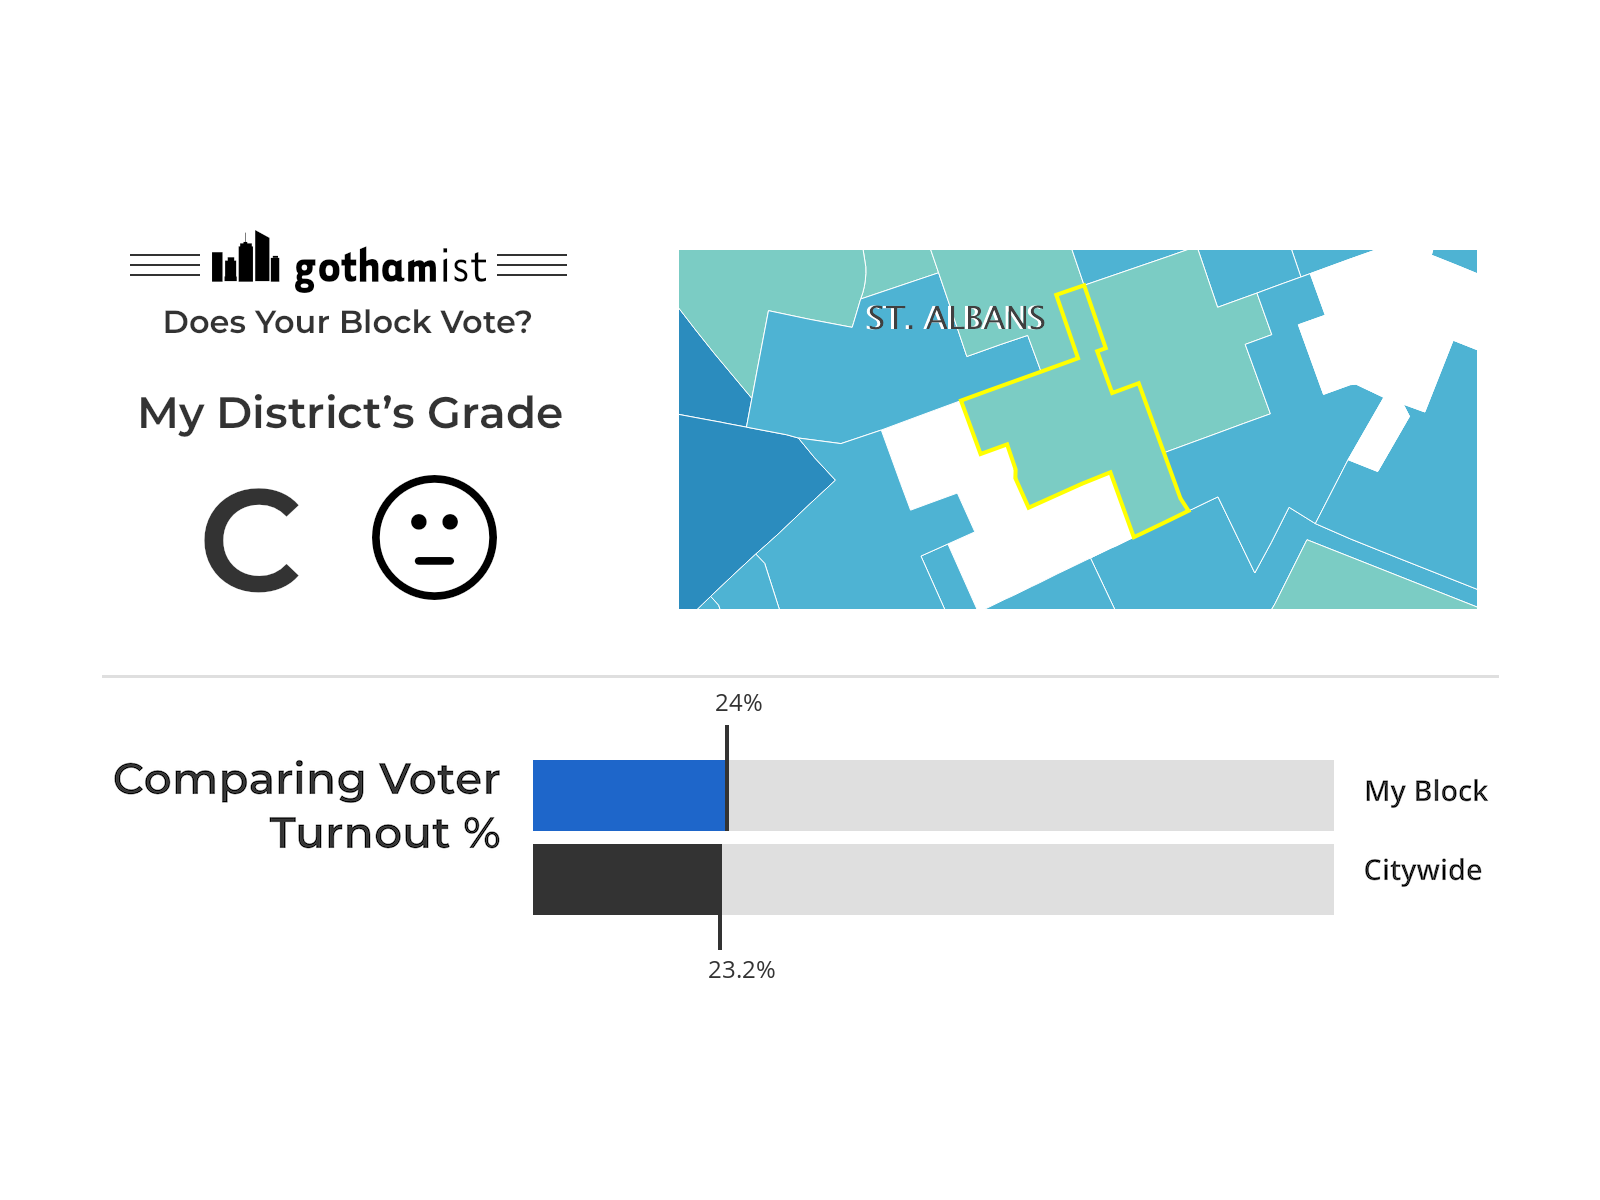 gothamist
Does Your Block Vote?
My District’s Grade
C
ST. ALBANS
24%
Comparing Voter
Turnout %
My Block
Citywide
23.2%